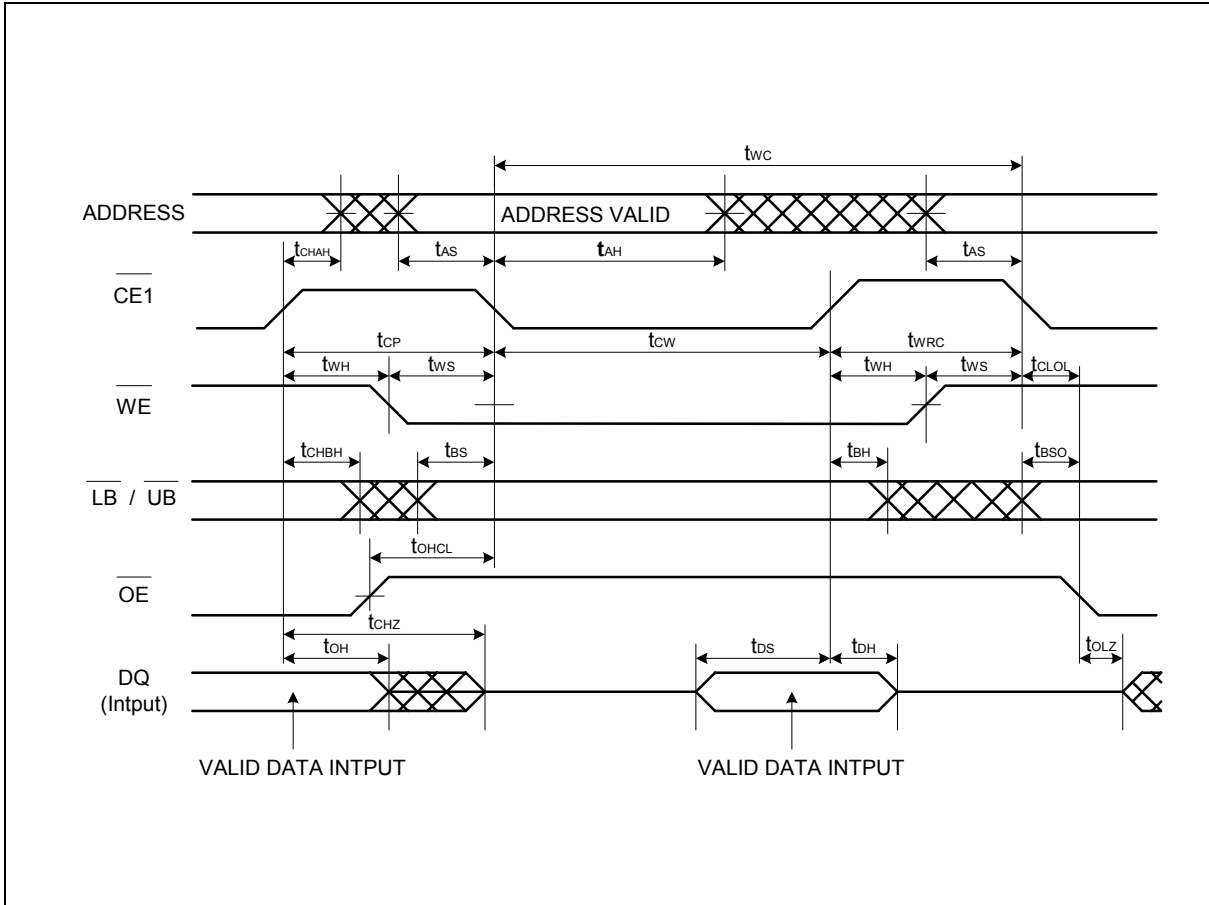 tWC
ADDRESS
ADDRESS VALID
tCHAH
tAS
tAH
tAS
CE1
tCP
tCW
tWRC
tWH
tWS
tWH
tWS
tCLOL
WE
tCHBH
tBS
tBH
tBSO
LB / UB
tOHCL
OE
tCHZ
tOH
tDS
tDH
tOLZ
DQ
(Intput)
VALID DATA INTPUT
VALID DATA INTPUT